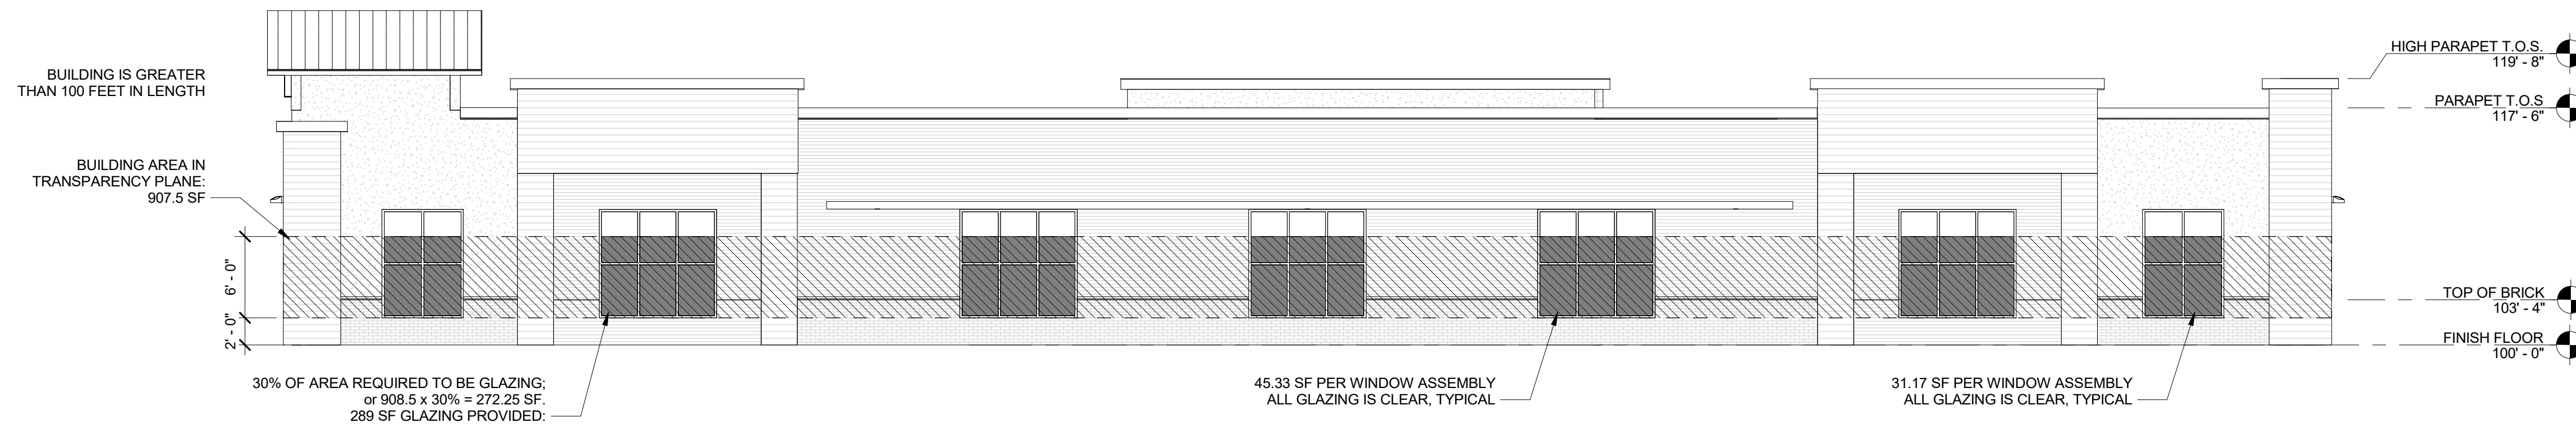 BUILDING IS GREATER
THAN 100 FEET IN LENGTH
BUILDING AREA IN
TRANSPARENCY PLANE:
907.5 SF
6' - 0"
2' - 0"
30% OF AREA REQUIRED TO BE GLAZING;
or 908.5 x 30% = 272.25 SF.
289 SF GLAZING PROVIDED:
45.33 SF PER WINDOW ASSEMBLY
ALL GLAZING IS CLEAR, TYPICAL
31.17 SF PER WINDOW ASSEMBLY
ALL GLAZING IS CLEAR, TYPICAL
HIGH PARAPET T.O.S.
119' - 8"
PARAPET T.O.S
117' - 6"
TOP OF BRICK
103' - 4"
FINISH FLOOR
100' - 0"